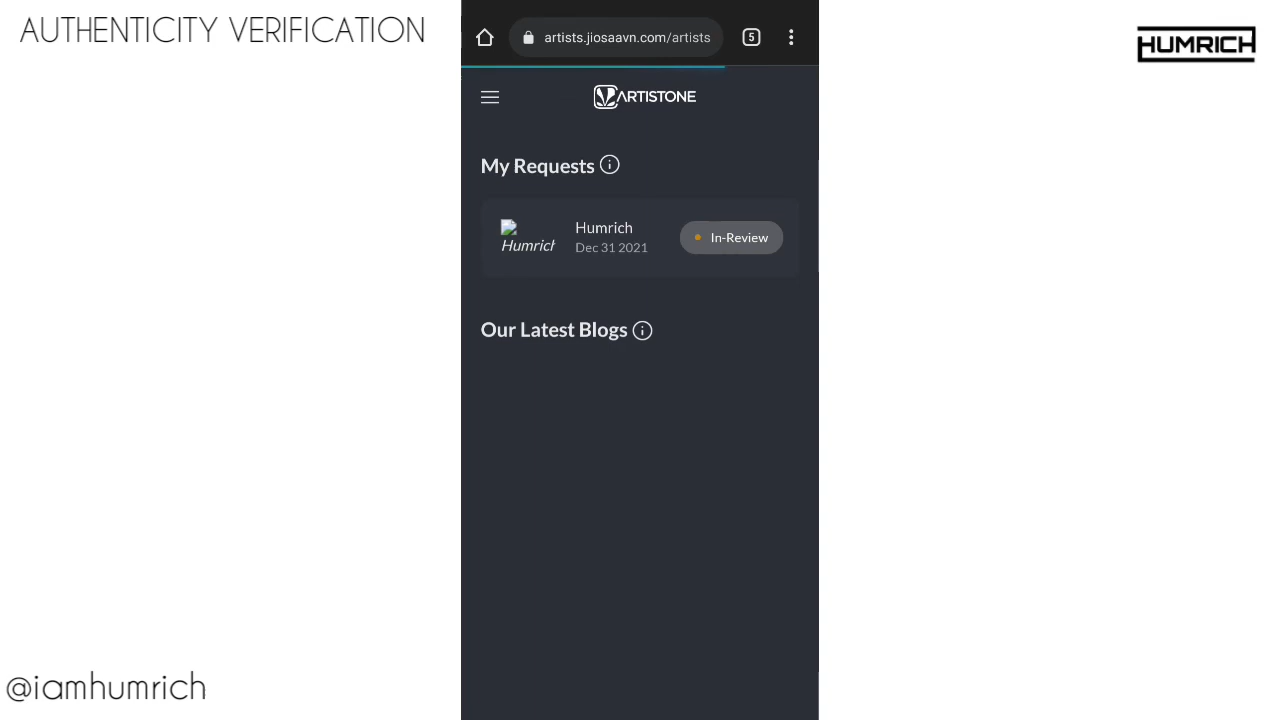 AUTHENTICITY VERIFICATION
HUMRICH
artists.jiosaavn.com/artists
5
ARTISTONE
My Requests
Humrich
Humrich
Dec 31 2021
In-Review
Our Latest Blogs
@iamhumrich